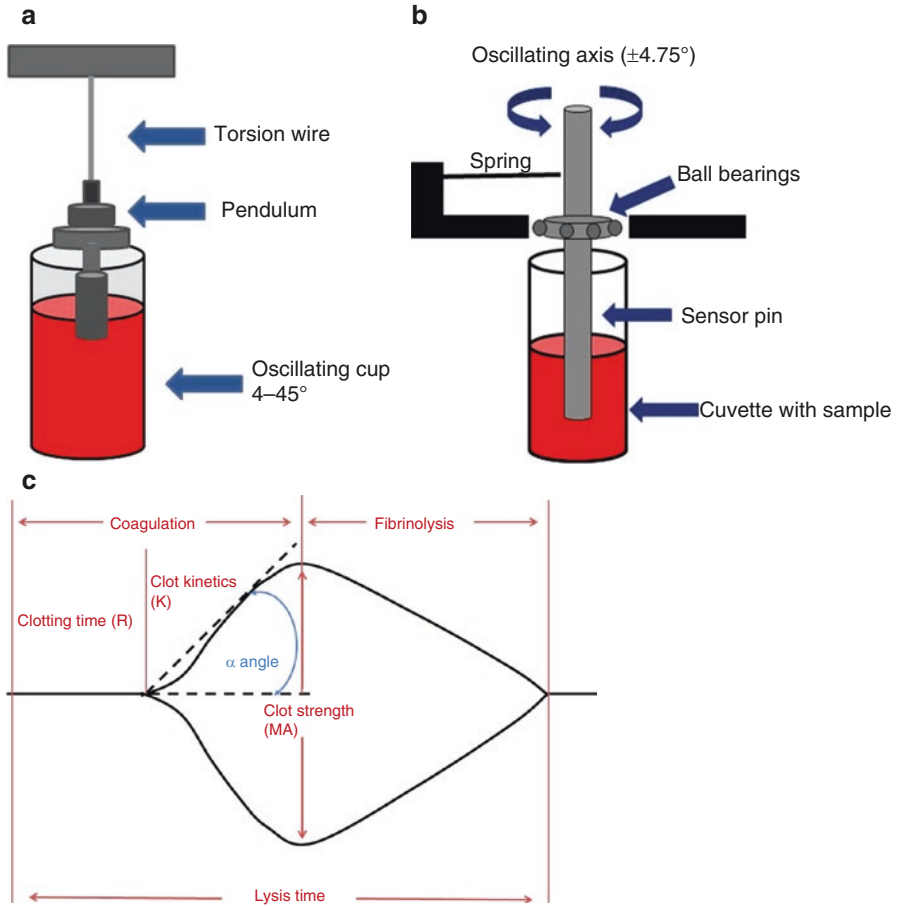 a
Torsion wire
Pendulum
Oscillating cup
4–45°
b
Oscillating axis (±4.75°)
Spring
Ball bearings
Sensor pin
Cuvette with sample
c
Coagulation
Fibrinolysis
Clot kinetics
(K)
Clotting time (R)
α angle
Clot strength
(MA)
Lysis time